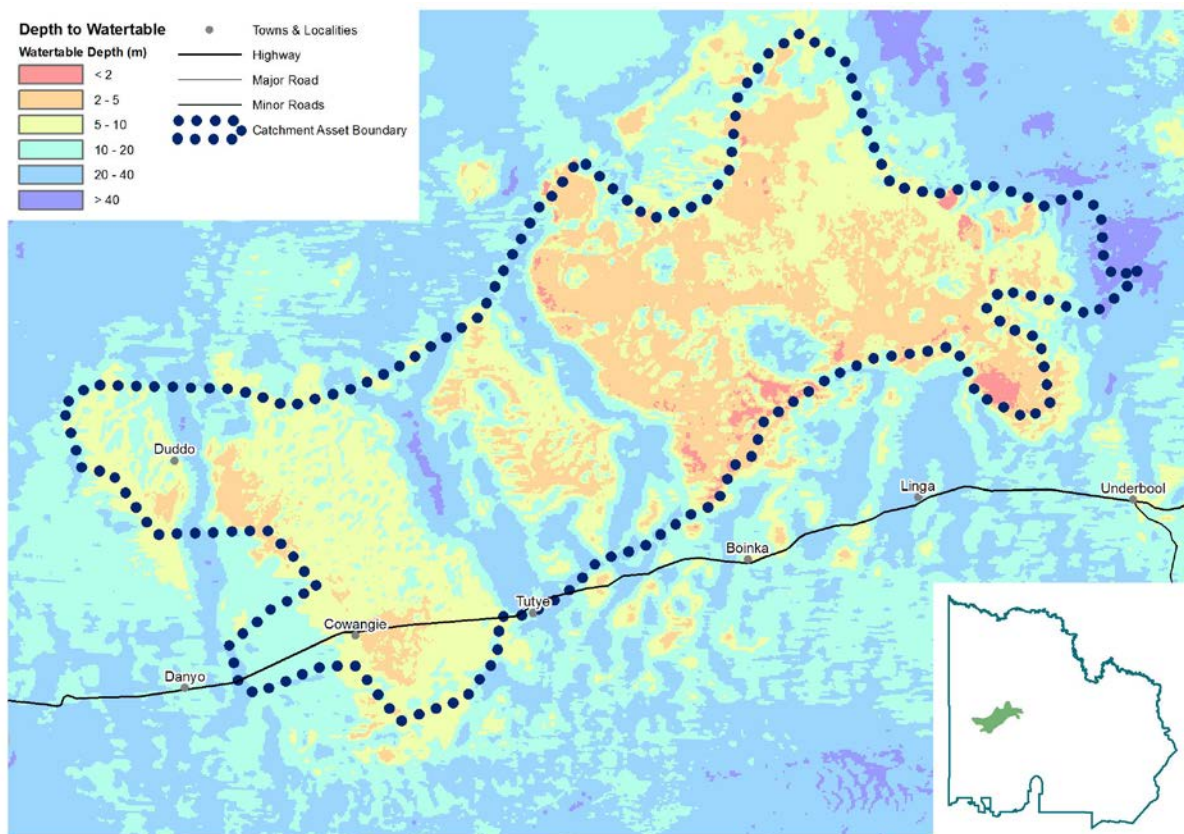 Depth to Watertable
Watertable Depth (m)
< 2
2 - 5
5 - 10
10 - 20
20 - 40
> 40
Towns & Localities
Highway
Major Road
Minor Roads
Catchment Asset Boundary
Duddo
Linga
Underbool
Boinka
Tutye
Cowangie
Danyo